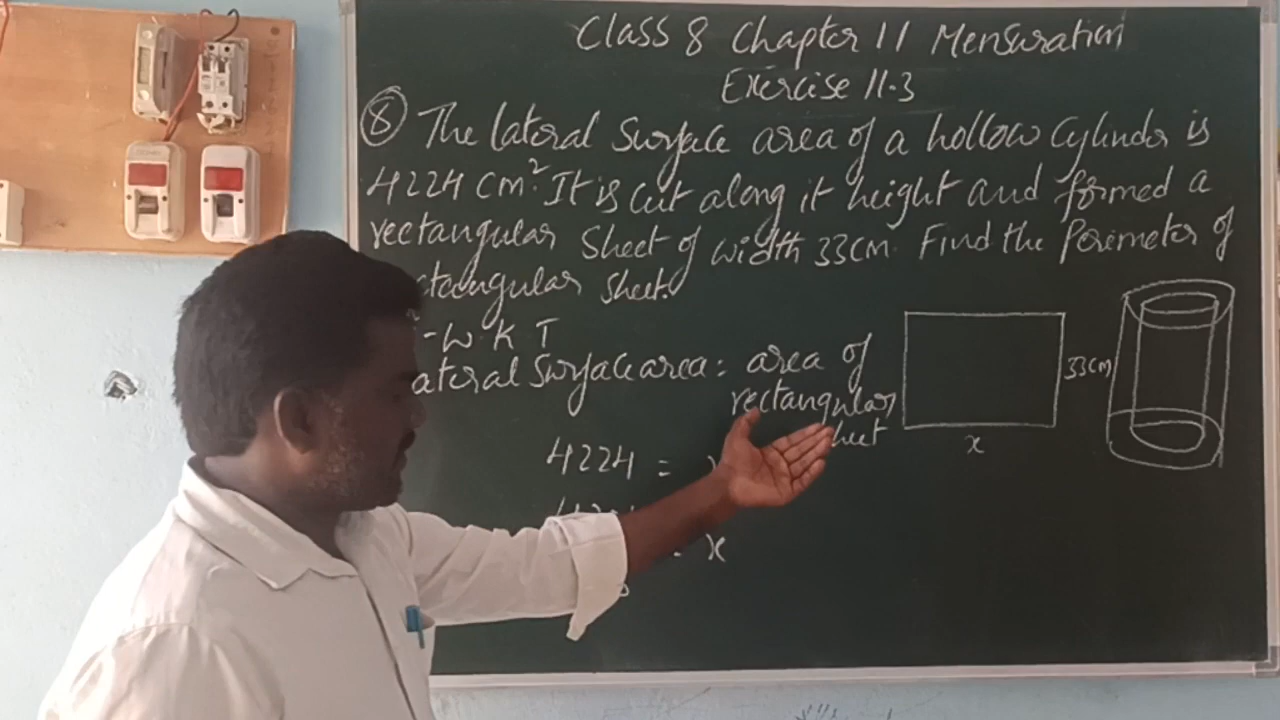 Class 8 Chapter 11 Mensuration
Exercise 11.3
⑧ The lateral Surface area of a hollow Cylinder is
4224 cm². It is cut along it height and formed a
rectangular Sheet of width 33cm. Find the Perimeter of
ctangular Sheet.
- W K T
ateral Surface area = area of
rectangular
heet
4224 =
= x
33cm
x